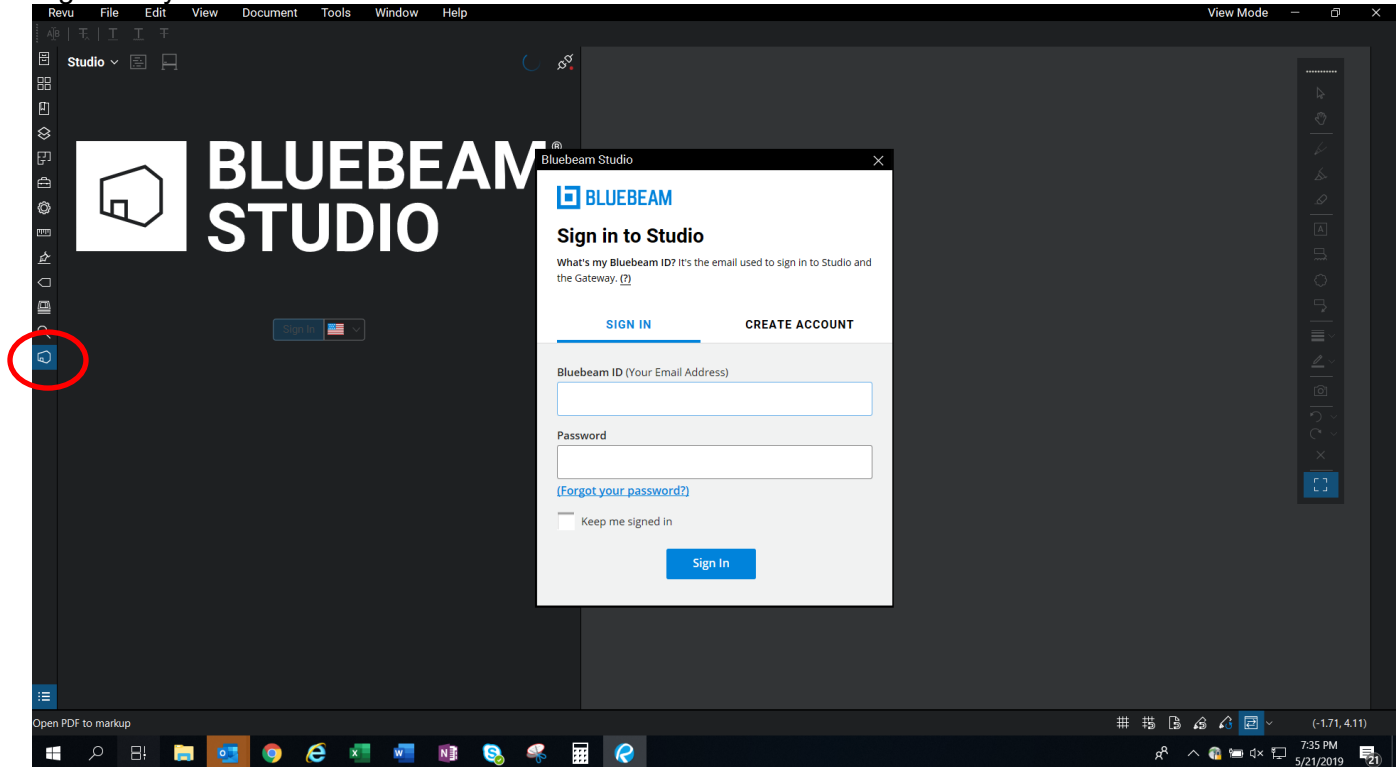 Revu File Edit View Document Tools Window Help View Mode
Studio
BLUEBEAM®
STUDIO
Sign In
Bluebeam Studio
BLUEBEAM
Sign in to Studio
What's my Bluebeam ID? It's the email used to sign in to Studio and
the Gateway. (?)
SIGN IN CREATE ACCOUNT
Bluebeam ID (Your Email Address)
Password
(Forgot your password?)
Keep me signed in
Sign In
Open PDF to markup (-1.71, 4.11)
7:35 PM
5/21/2019
21